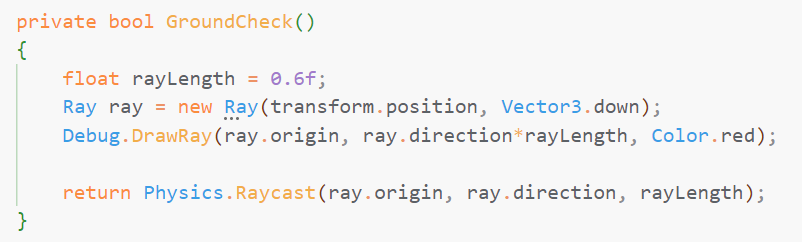 private bool GroundCheck()
{
float rayLength = 0.6f;
Ray ray = new Ray(transform.position, Vector3.down);
Debug.DrawRay(ray.origin, ray.direction*rayLength, Color.red);
return Physics.Raycast(ray.origin, ray.direction, rayLength);
}